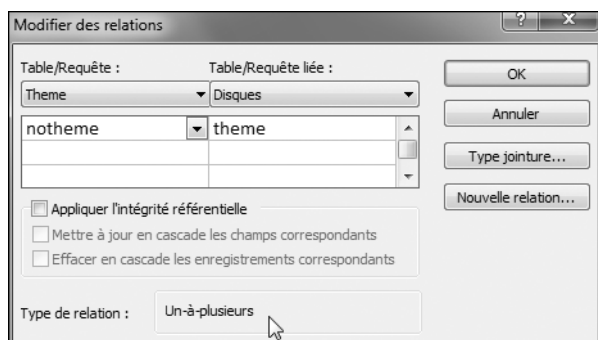 Modifier des relations
Table/Requête :
Table/Requête liée :
OK
Theme
Disques
Annuler
notheme
theme
Type jointure...
Nouvelle relation...
Appliquer l'intégrité référentielle
Mettre à jour en cascade les champs correspondants
Effacer en cascade les enregistrements correspondants
Type de relation :
Un-à-plusieurs